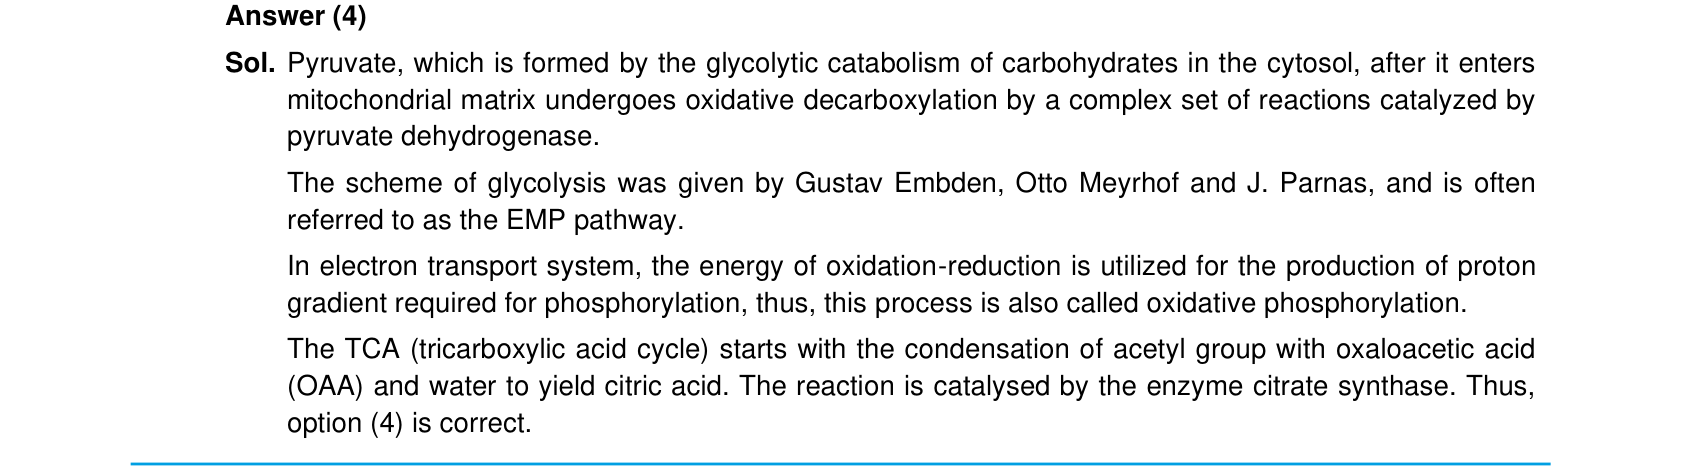 Answer (4)
Sol. Pyruvate, which is formed by the glycolytic catabolism of carbohydrates in the cytosol, after it enters
mitochondrial matrix undergoes oxidative decarboxylation by a complex set of reactions catalyzed by
pyruvate dehydrogenase.
The scheme of glycolysis was given by Gustav Embden, Otto Meyrhof and J. Parnas, and is often
referred to as the EMP pathway.
In electron transport system, the energy of oxidation-reduction is utilized for the production of proton
gradient required for phosphorylation, thus, this process is also called oxidative phosphorylation.
The TCA (tricarboxylic acid cycle) starts with the condensation of acetyl group with oxaloacetic acid
(OAA) and water to yield citric acid. The reaction is catalysed by the enzyme citrate synthase. Thus,
option (4) is correct.